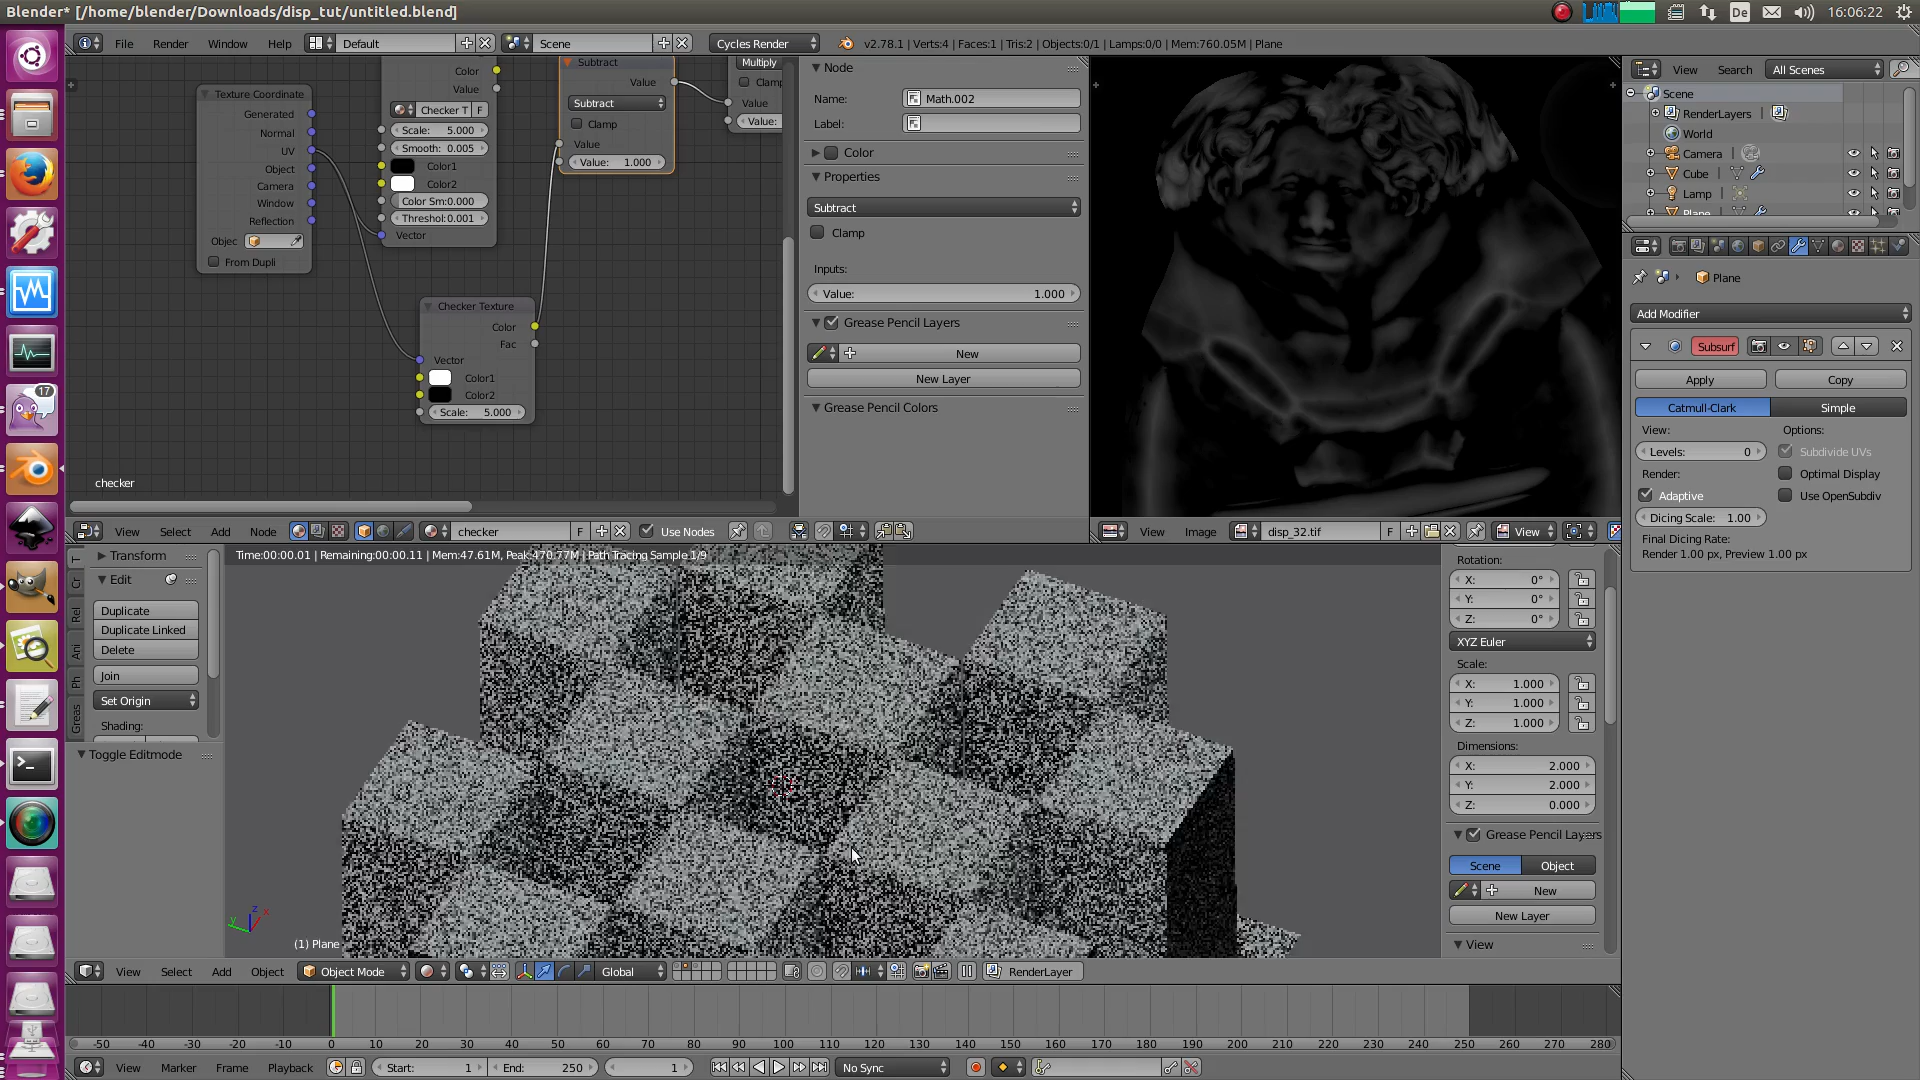 Blender* [/home/blender/Downloads/disp_tut/untitled.blend]
De
16:06:22
File Render Window Help
Default
Scene
Cycles Render
v2.78.1 | Verts:4 | Faces:1 | Tris:2 | Objects:0/1 | Lamps:0/0 | Mem:760.05M | Plane
Texture Coordinate
Generated
Normal
UV
Object
Camera
Window
Reflection
Objec
From Dupli
Color
Value
Checker T
F
Scale: 5.000
Smooth: 0.005
Color1
Color2
Color Sm:0.000
Threshol:0.001
Vector
Subtract
Value
Subtract
Clamp
Value
Value: 1.000
Multiply
Clamp
Value
Value:
Checker Texture
Color
Fac
Vector
Color1
Color2
Scale: 5.000
checker
View Select Add Node
checker
F
Use Nodes
Node
Name: Math.002
Label:
Color
Properties
Subtract
Clamp
Inputs:
Value: 1.000
Grease Pencil Layers
New
New Layer
Grease Pencil Colors
View Image
disp_32.tif
F
View
View Search All Scenes
Scene
RenderLayers
World
Camera
Cube
Lamp
Plane
Plane
Add Modifier
Subsurf
Apply Copy
Catmull-Clark Simple
View: Options:
Levels: 0 Subdivide UVs
Render: Optimal Display
Adaptive Use OpenSubdiv
Dicing Scale: 1.00
Final Dicing Rate:
Render 1.00 px, Preview 1.00 px
17
T
Cr
Rel
Ani
Ph
Greas
Transform
Edit
Duplicate
Duplicate Linked
Delete
Join
Set Origin
Shading:
Toggle Editmode
Time:00:00.01 | Remaining:00:00.11 | Mem:47.61M, Peak:470.77M | Path Tracing Sample 1/9
z
x
y
(1) Plane
View Select Add Object
Object Mode
Global
RenderLayer
Rotation:
X: 0°
Y: 0°
Z: 0°
XYZ Euler
Scale:
X: 1.000
Y: 1.000
Z: 1.000
Dimensions:
X: 2.000
Y: 2.000
Z: 0.000
Grease Pencil Layers
Scene Object
New
New Layer
View
-50 -40 -30 -20 -10 0 10 20 30 40 50 60 70 80 90 100 110 120 130 140 150 160 170 180 190 200 210 220 230 240 250 260 270 280
View Marker Frame Playback
Start: 1
End: 250
1
No Sync